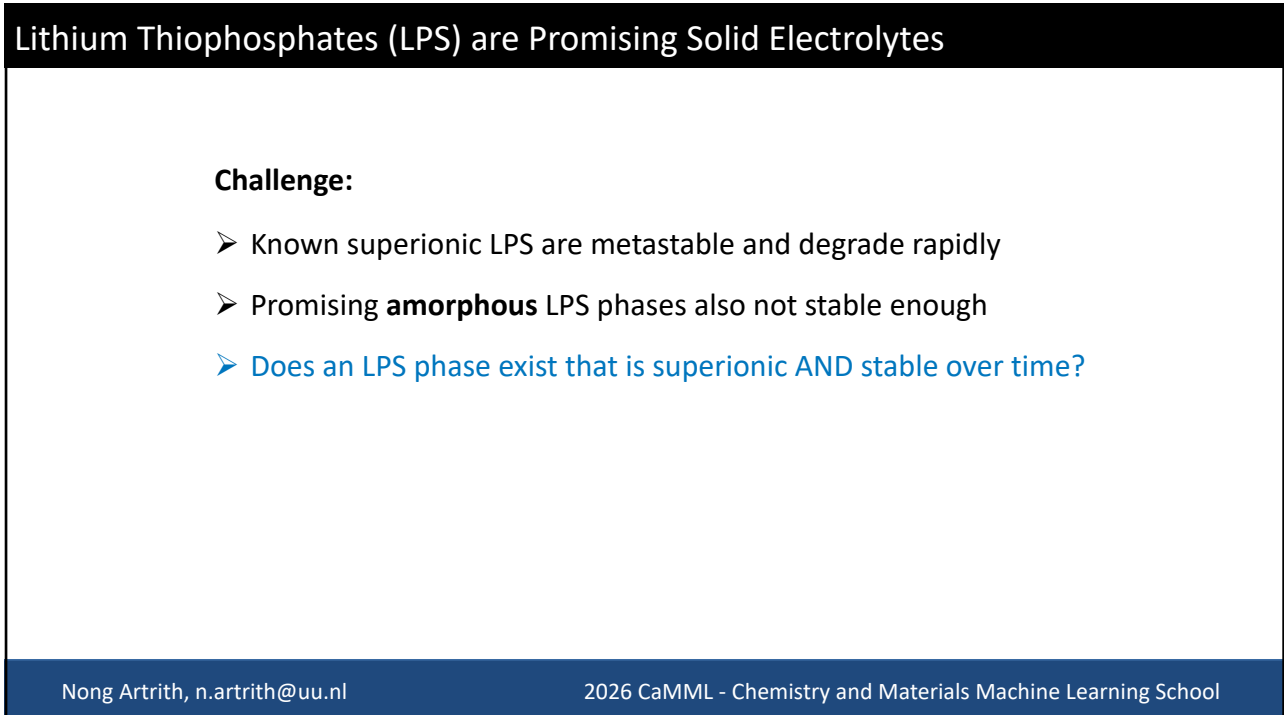 Lithium Thiophosphates (LPS) are Promising Solid Electrolytes
Challenge:
➢ Known superionic LPS are metastable and degrade rapidly
➢ Promising amorphous LPS phases also not stable enough
➢ Does an LPS phase exist that is superionic AND stable over time?
Nong Artrith, n.artrith@uu.nl 2026 CaMML - Chemistry and Materials Machine Learning School